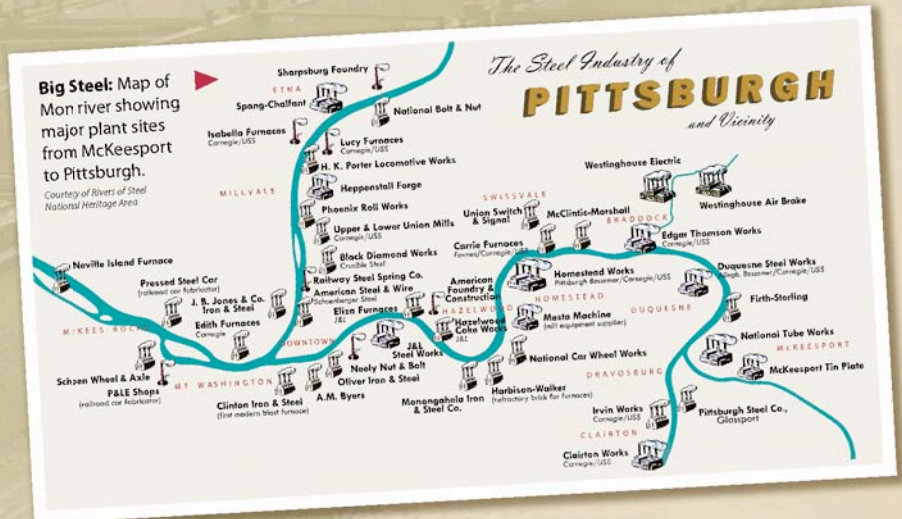 Big Steel: Map of
Mon river showing
major plant sites
from McKeesport
to Pittsburgh.
Courtesy of Rivers of Steel
National Heritage Area
The Steel Industry of
PITTSBURGH
and Vicinity
Sharpsburg Foundry
ETNA
Spang-Chalfant
National Bolt & Nut
Isabella Furnaces
Carnegie/USS
Lucy Furnaces
Carnegie/USS
H. K. Porter Locomotive Works
MILLVALE
Heppenstall Forge
Phoenix Roll Works
Upper & Lower Union Mills
Carnegie/USS
Black Diamond Works
Crucible Steel
Railway Steel Spring Co.
American Steel & Wire
Schoenberger Steel
Neville Island Furnace
Pressed Steel Car
(railroad car fabricator)
J. B. Jones & Co.
Iron & Steel
Edith Furnaces
Carnegie
MCKEES ROCKS
Schoen Wheel & Axle
P&LE Shops
(railroad car fabricator)
MT WASHINGTON
DOWNTOWN
Clinton Iron & Steel
(first modern blast furnace)
A.M. Byers
Oliver Iron & Steel
Neely Nut & Bolt
J&L
Steel Works
Eliza Furnaces
J&L
American
Foundry &
Construction
HAZELWOOD
Hazelwood
Coke Works
J&L
Monongahela Iron
& Steel Co.
Harbison-Walker
(refractory brick for furnaces)
National Car Wheel Works
Mesta Machine
(mill equipment supplier)
HOMESTEAD
Homestead Works
Pittsburgh Bessemer/Carnegie/USS
Carrie Furnaces
Fownes/Carnegie/USS
SWISSVALE
Union Switch
& Signal
McClintic-Marshall
BRADDOCK
Westinghouse Electric
Westinghouse Air Brake
Edgar Thomson Works
Carnegie/USS
Duquesne Steel Works
Bessemer/Carnegie/USS
DUQUESNE
Firth-Sterling
National Tube Works
MCKEESPORT
McKeesport Tin Plate
DRAVOSBURG
Irvin Works
Carnegie/USS
Pittsburgh Steel Co.,
Glassport
CLAIRTON
Clairton Works
Carnegie/USS